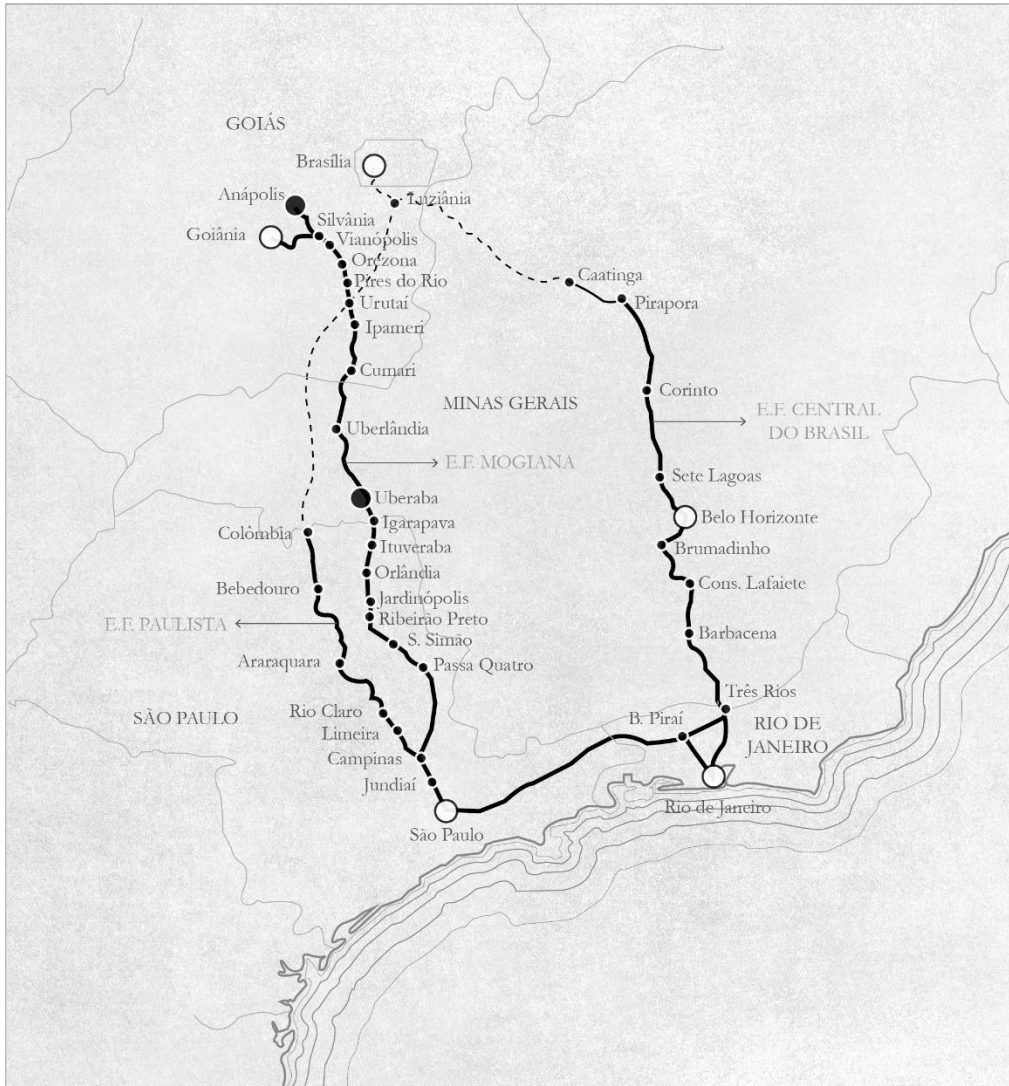 GOIÁS
Brasília
Anápolis
Luziânia
Silvânia
Goiânia
Vianópolis
Orezona
Caatinga
Pires do Rio
Pirapora
Urutaí
Ipameri
Cumari
Corinto
MINAS GERAIS
E.F. CENTRAL
DO BRASIL
Uberlândia
E.F. MOGIANA
Sete Lagoas
Uberaba
Belo Horizonte
Igarapava
Colômbia
Ituveraba
Brumadinho
Orlândia
Cons. Lafaiete
Bebedouro
Jardinópolis
Ribeirão Preto
E.F. PAULISTA
Barbacena
S. Simão
Araraquara
Passa Quatro
Três Rios
Rio Claro
SÃO PAULO
B. Piraí
RIO DE
JANEIRO
Limeira
Campinas
Jundiaí
Rio de Janeiro
São Paulo